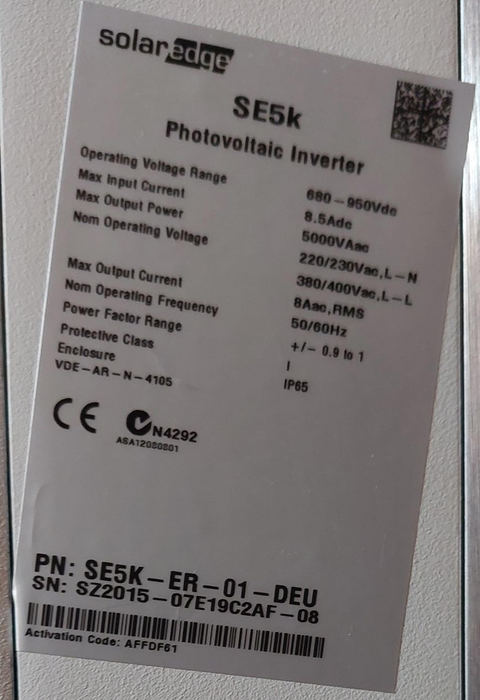 solaredge
SE5k
Photovoltaic Inverter
Operating Voltage Range 680-950Vdc
Max Input Current 8.5Adc
Max Output Power 5000VAac
Nom Operating Voltage 220/230Vac,L-N
380/400Vac,L-L
Max Output Current 8Aac,RMS
Nom Operating Frequency 50/60Hz
Power Factor Range +/- 0.9 to 1
Protective Class I
Enclosure IP65
VDE-AR-N-4105
CE N4292
ASA12080801
PN: SE5K-ER-01-DEU
SN: SZ2015-07E19C2AF-08
Activation Code: AFFDF61